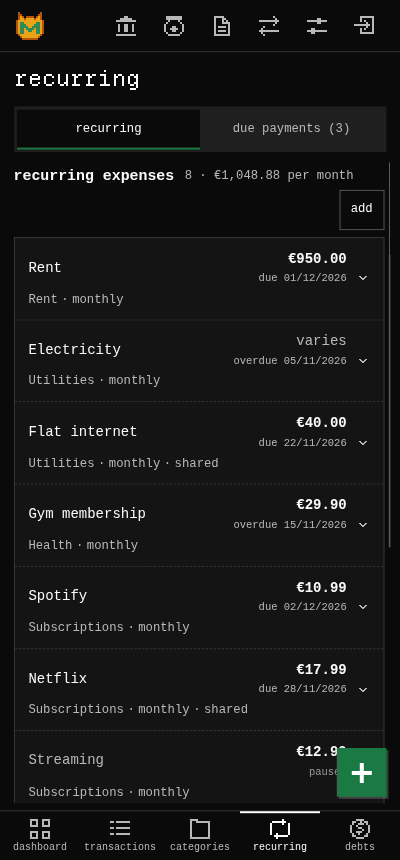 recurring
recurring
due payments (3)
recurring expenses 8 · €1,048.88 per month
add
Rent
€950.00
due 01/12/2026
Rent · monthly
Electricity
varies
overdue 05/11/2026
Utilities · monthly
Flat internet
€40.00
due 22/11/2026
Utilities · monthly · shared
Gym membership
€29.90
overdue 15/11/2026
Health · monthly
Spotify
€10.99
due 02/12/2026
Subscriptions · monthly
Netflix
€17.99
due 28/11/2026
Subscriptions · monthly · shared
Streaming
Subscriptions · monthly
dashboard
transactions
categories
recurring
debts